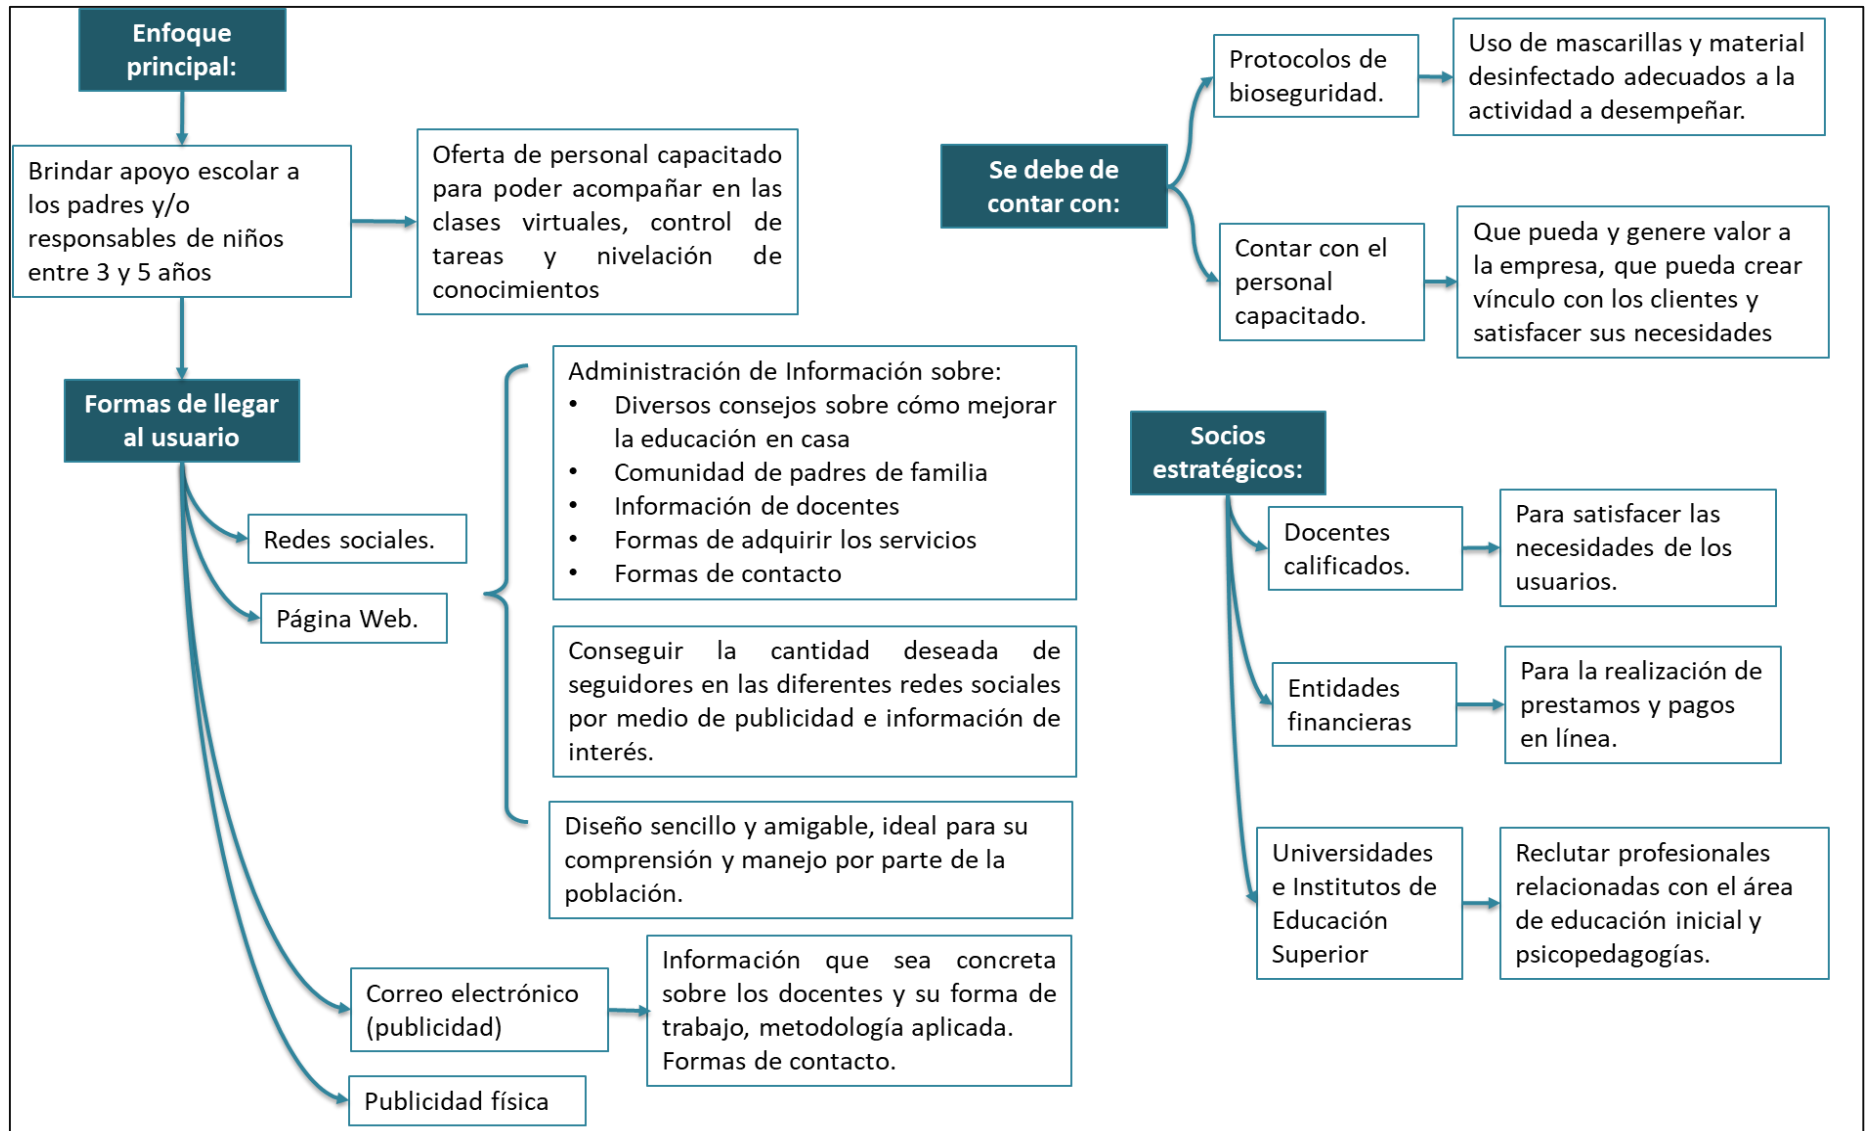 Enfoque
principal:
Brindar apoyo escolar a
los padres y/o
responsables de niños
entre 3 y 5 años
Oferta de personal capacitado
para poder acompañar en las
clases virtuales, control de
tareas y nivelación de
conocimientos
Formas de llegar
al usuario
Redes sociales.
Página Web.
Administración de Información sobre:
• Diversos consejos sobre cómo mejorar
la educación en casa
• Comunidad de padres de familia
• Información de docentes
• Formas de adquirir los servicios
• Formas de contacto
Conseguir la cantidad deseada de
seguidores en las diferentes redes sociales
por medio de publicidad e información de
interés.
Diseño sencillo y amigable, ideal para su
comprensión y manejo por parte de la
población.
Correo electrónico
(publicidad)
Información que sea concreta
sobre los docentes y su forma de
trabajo, metodología aplicada.
Formas de contacto.
Publicidad física
Se debe de
contar con:
Protocolos de
bioseguridad.
Uso de mascarillas y material
desinfectado adecuados a la
actividad a desempeñar.
Contar con el
personal
capacitado.
Que pueda y genere valor a
la empresa, que pueda crear
vínculo con los clientes y
satisfacer sus necesidades
Socios
estratégicos:
Docentes
calificados.
Para satisfacer las
necesidades de los
usuarios.
Entidades
financieras
Para la realización de
prestamos y pagos
en línea.
Universidades
e Institutos de
Educación
Superior
Reclutar profesionales
relacionadas con el área
de educación inicial y
psicopedagogías.